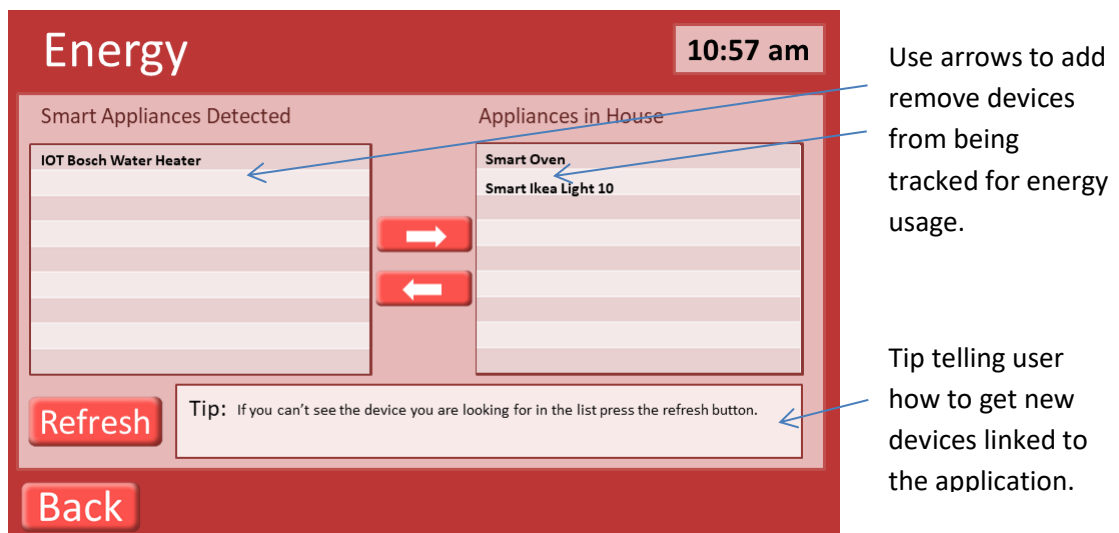 Energy
10:57 am
Smart Appliances Detected
Appliances in House
IOT Bosch Water Heater
Smart Oven
Smart Ikea Light 10
Refresh
Tip: If you can't see the device you are looking for in the list press the refresh button.
Back
Use arrows to add
remove devices
from being
tracked for energy
usage.
Tip telling user
how to get new
devices linked to
the application.